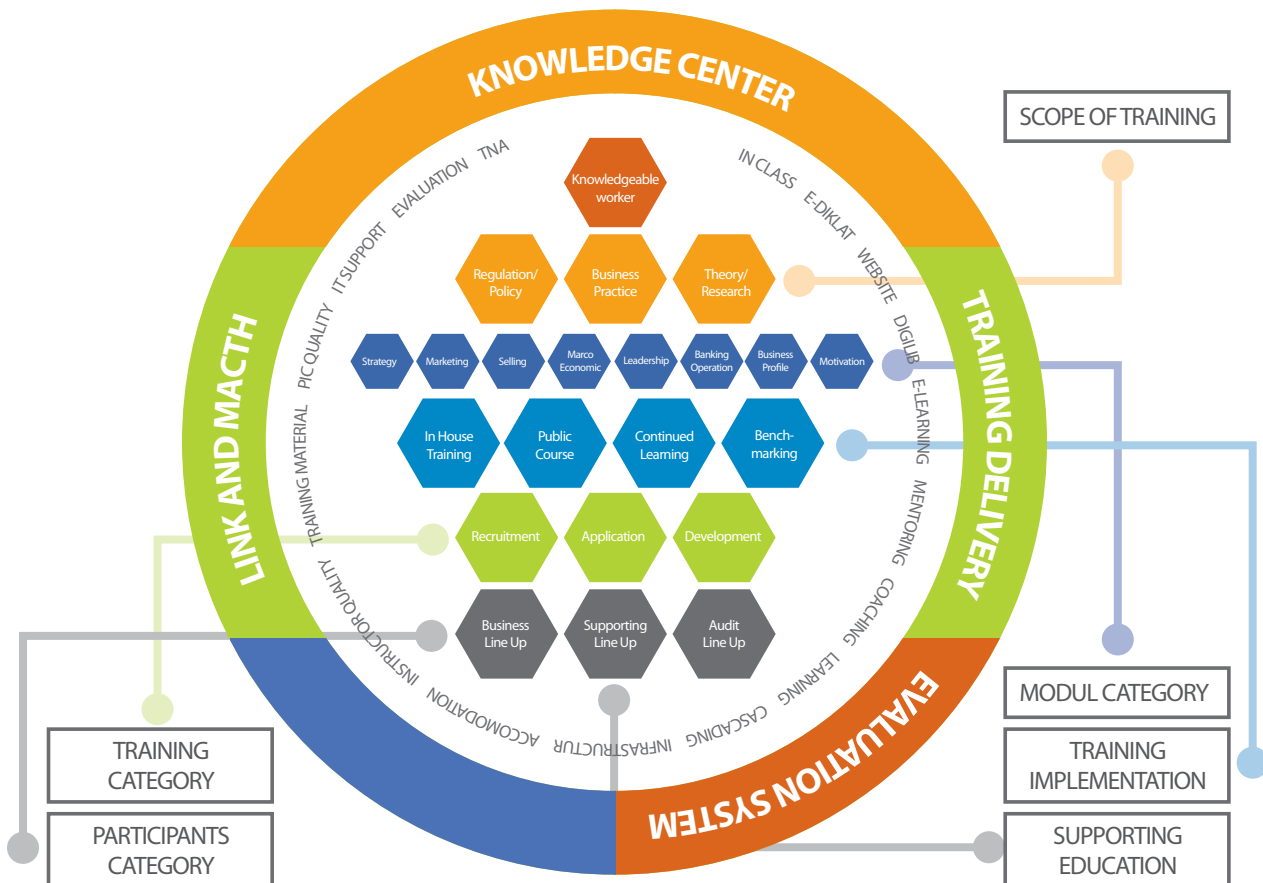 KNOWLEDGE CENTER
SCOPE OF TRAINING
TNA
EVALUATION
IT SUPPORT
PIC QUALITY
TRAINING MATERIAL
INSTRUCTOR QUALITY
ACCOMODATION
INFRASTRUCTUR
CASCADING
LEARNING
COACHING
MENTORING
E-LEARNING
DIGILIB
WEBSITE
E-DIKLAT
IN CLASS
Knowledgeable
worker
Regulation/
Policy
Business
Practice
Theory/
Research
LINK AND MACTH
TRAINING DELIVERY
Strategy
Marketing
Selling
Marco
Economic
Leadership
Banking
Operation
Business
Profile
Motivation
In House
Training
Public
Course
Continued
Learning
Bench-
marking
Recruitment
Application
Development
Business
Line Up
Supporting
Line Up
Audit
Line Up
EVALUATION SYSTEM
MODUL CATEGORY
TRAINING
CATEGORY
TRAINING
IMPLEMENTATION
PARTICIPANTS
CATEGORY
SUPPORTING
EDUCATION